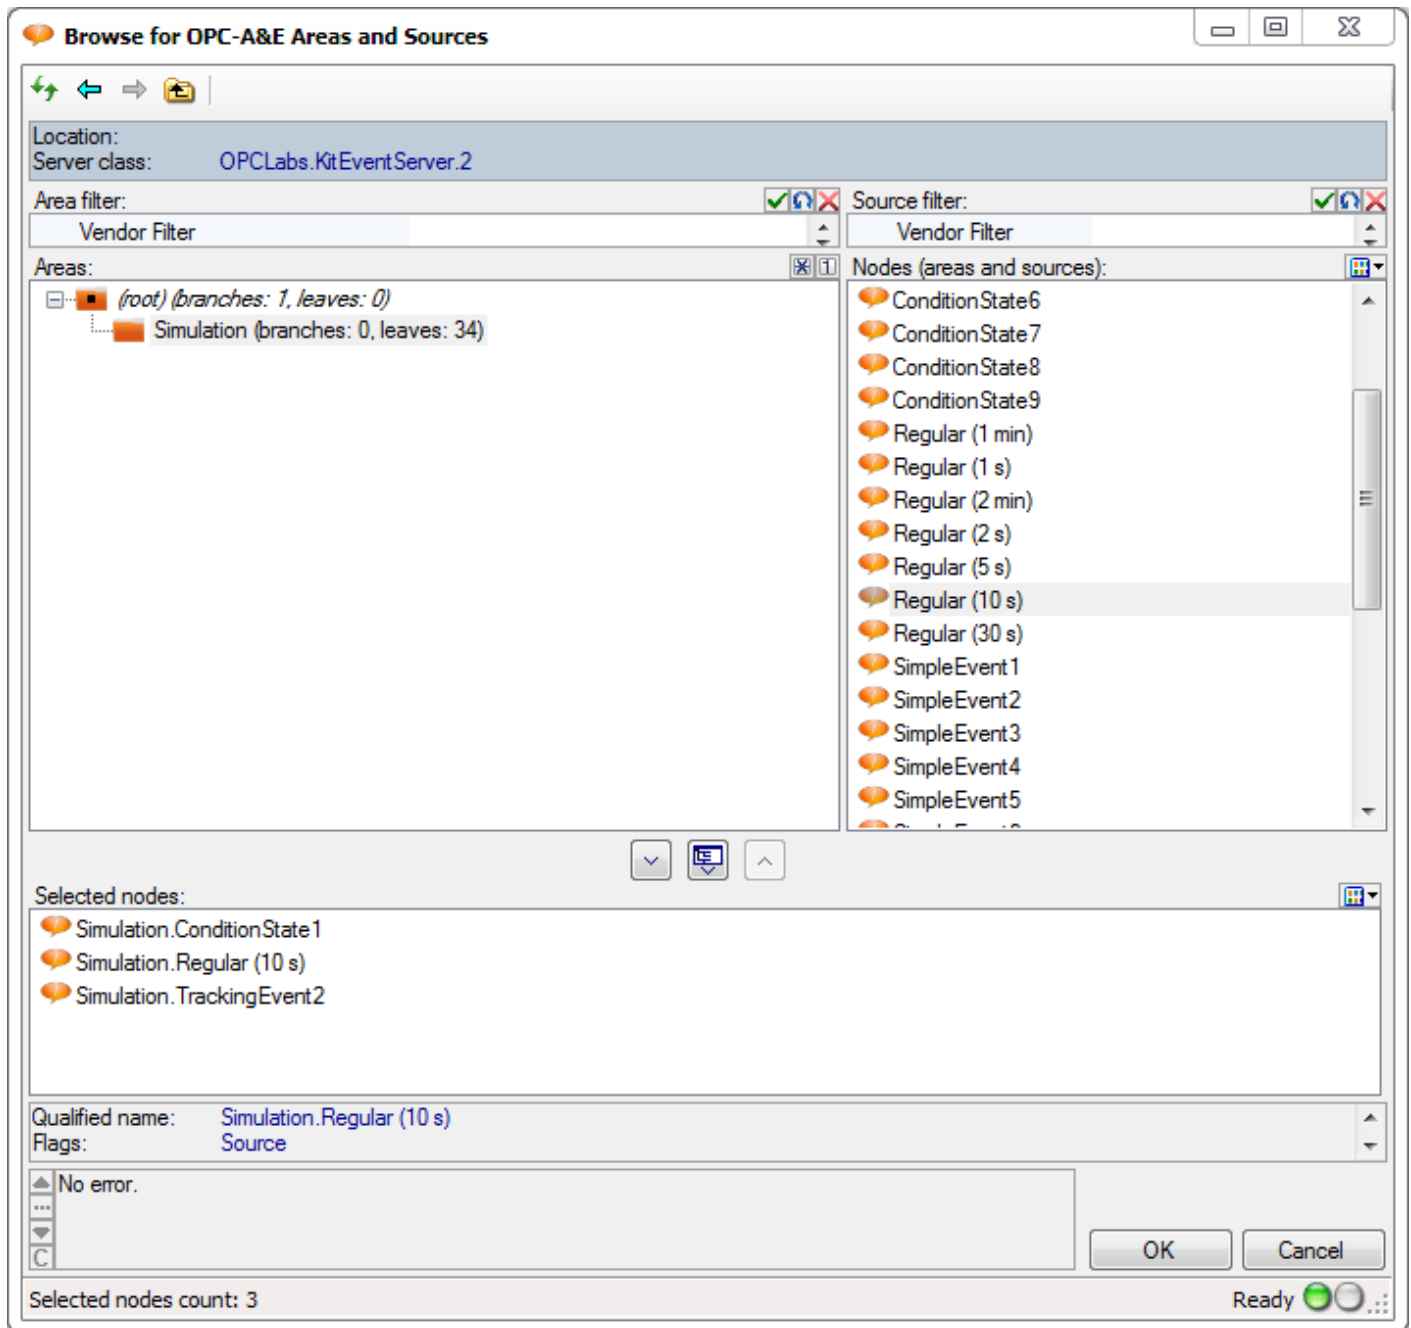 Browse for OPC-A&E Areas and Sources
Location:
Server class: OPCLabs.KitEventServer.2
Area filter:
Vendor Filter
Source filter:
Vendor Filter
Areas:
(root) (branches: 1, leaves: 0)
Simulation (branches: 0, leaves: 34)
Nodes (areas and sources):
ConditionState6
ConditionState7
ConditionState8
ConditionState9
Regular (1 min)
Regular (1 s)
Regular (2 min)
Regular (2 s)
Regular (5 s)
Regular (10 s)
Regular (30 s)
SimpleEvent1
SimpleEvent2
SimpleEvent3
SimpleEvent4
SimpleEvent5
Selected nodes:
Simulation.ConditionState1
Simulation.Regular (10 s)
Simulation.TrackingEvent2
Qualified name: Simulation.Regular (10 s)
Flags: Source
No error.
C
OK Cancel
Selected nodes count: 3
Ready